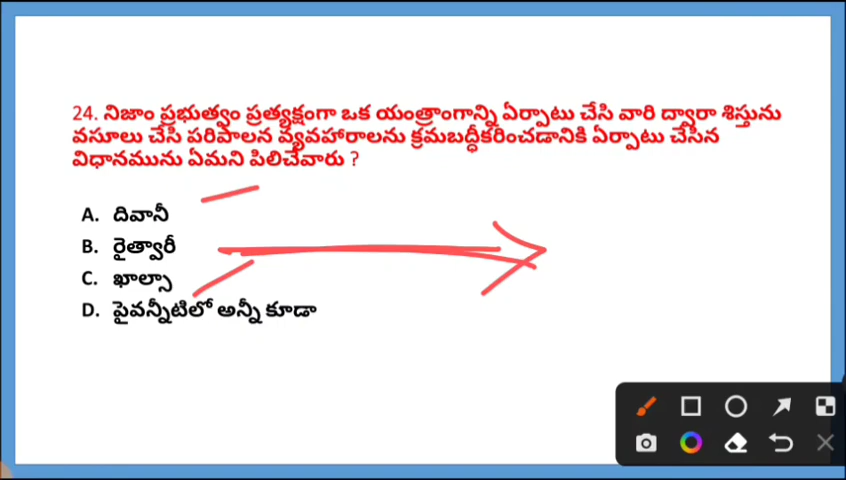 24. నిజాం ప్రభుత్వం ప్రత్యక్షంగా ఒక యంత్రాంగాన్ని ఏర్పాటు చేసి వారి ద్వారా శిస్తును
వసూలు చేసి పరిపాలన వ్యవహారాలను క్రమబద్ధీకరించడానికి ఏర్పాటు చేసిన
విధానమును ఏమని పిలిచేవారు ?
A. దివానీ
B. రైత్వారీ
C. ఖాల్సా
D. పైవన్నీటిలో అన్నీ కూడా